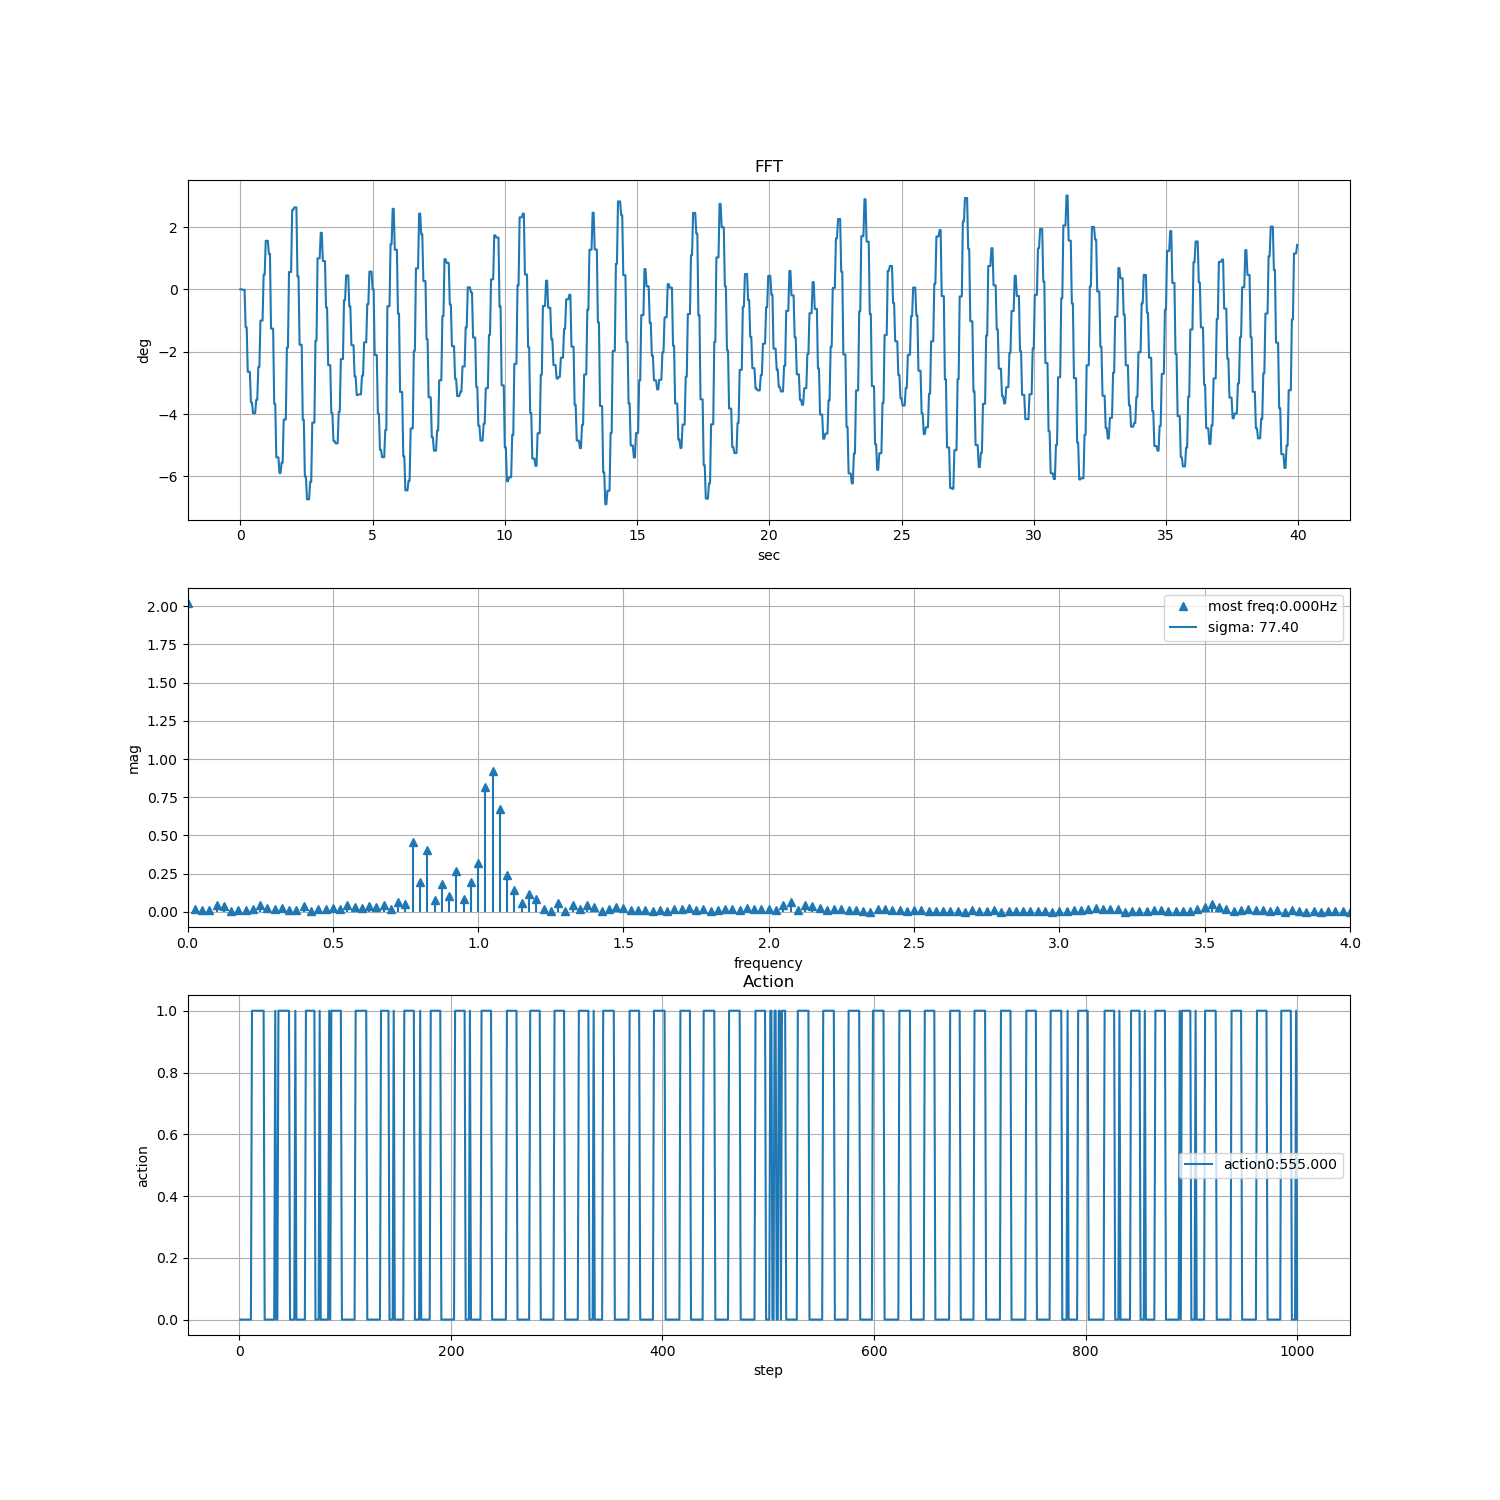 FFT
2
0
−2
−4
−6
deg
0 5 10 15 20 25 30 35 40
sec
2.00
1.75
1.50
1.25
1.00
0.75
0.50
0.25
0.00
mag
most freq:0.000Hz
sigma: 77.40
0.0 0.5 1.0 1.5 2.0 2.5 3.0 3.5 4.0
frequency
Action
1.0
0.8
0.6
0.4
0.2
0.0
action
action0:555.000
0 200 400 600 800 1000
step